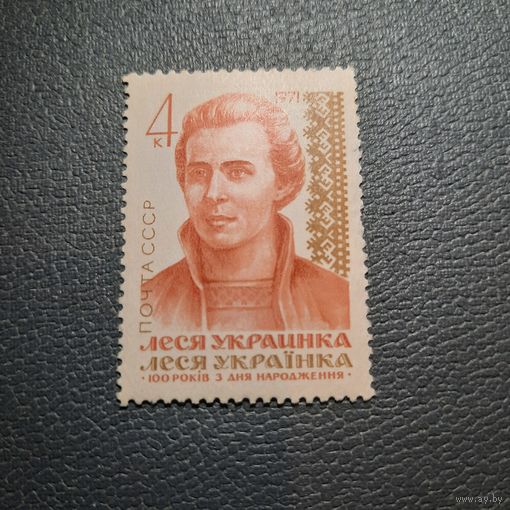 4
к
1971
ПОЧТА СССР
ЛЕСЯ УКРАИНКА
ЛЕСЯ УКРАЇНКА
· 100 РОКІВ З ДНЯ НАРОДЖЕННЯ ·
www.ay.by